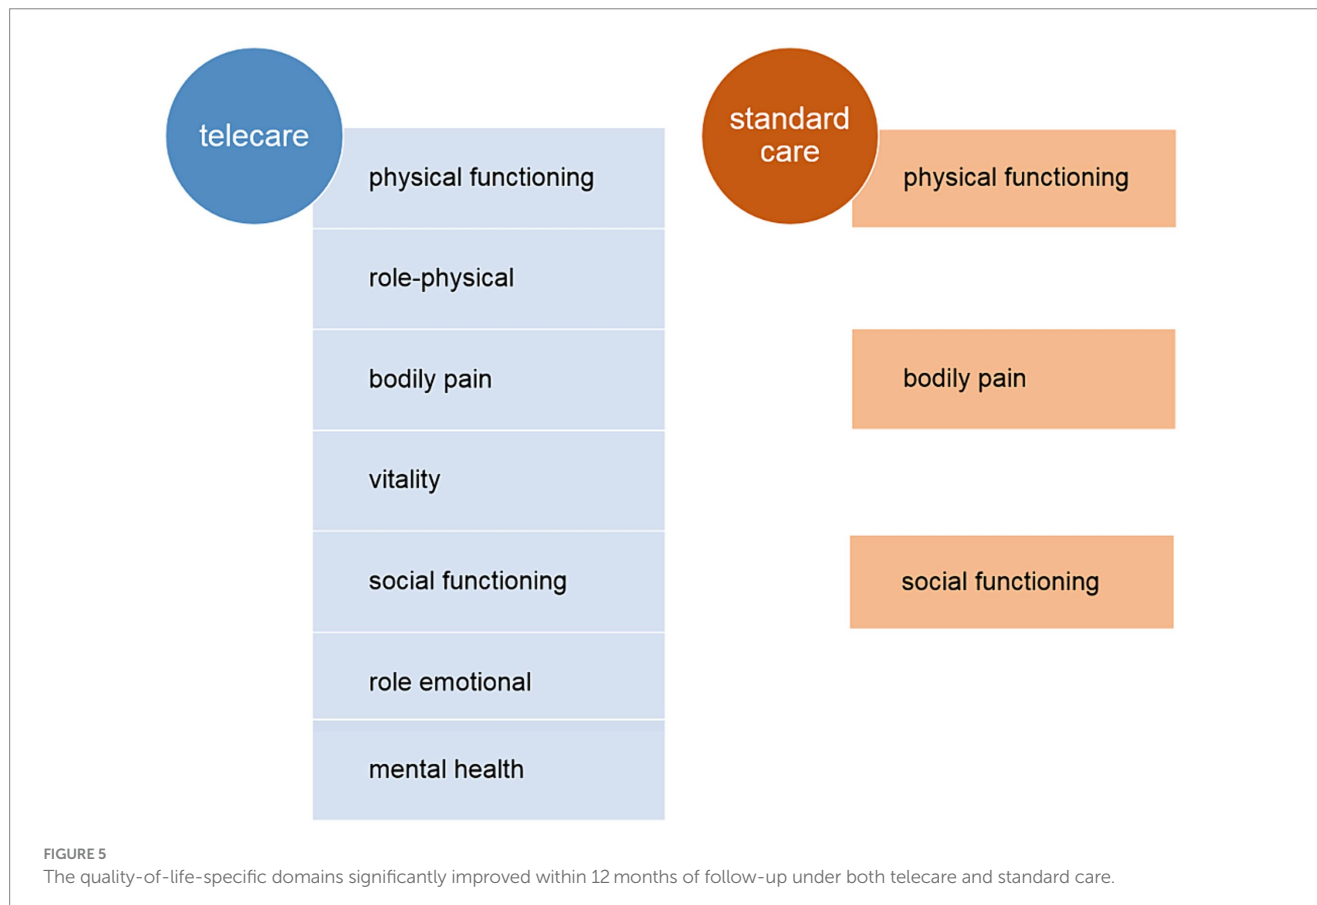 telecare
physical functioning
role-physical
bodily pain
vitality
social functioning
role emotional
mental health
standard
care
physical functioning
bodily pain
social functioning
FIGURE 5
The quality-of-life-specific domains significantly improved within 12 months of follow-up under both telecare and standard care.